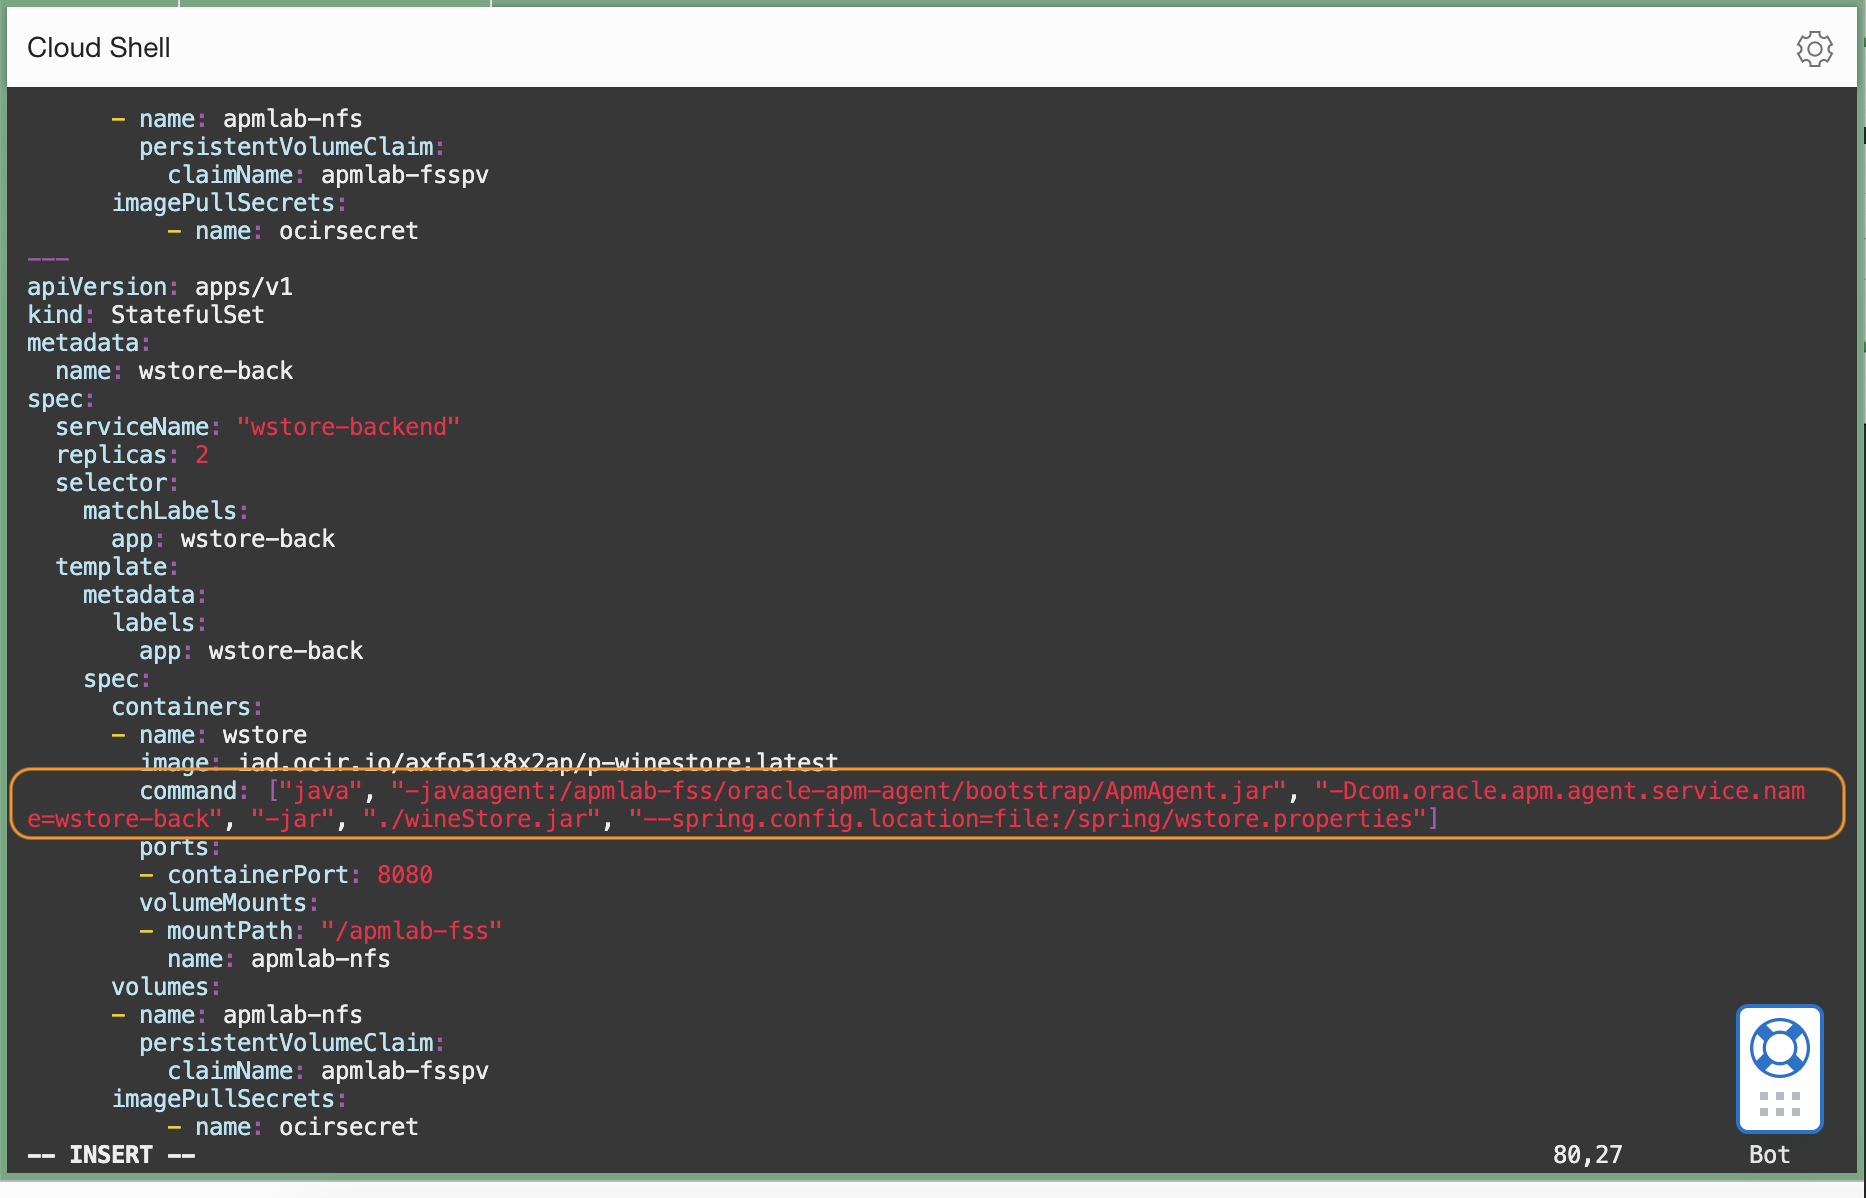 Cloud Shell
      - name: apmlab-nfs
        persistentVolumeClaim:
          claimName: apmlab-fsspv
      imagePullSecrets:
          - name: ocirsecret
---
apiVersion: apps/v1
kind: StatefulSet
metadata:
  name: wstore-back
spec:
  serviceName: "wstore-backend"
  replicas: 2
  selector:
    matchLabels:
      app: wstore-back
  template:
    metadata:
      labels:
        app: wstore-back
    spec:
      containers:
      - name: wstore
        image: iad.ocir.io/axfo51x8x2ap/p-winestore:latest
        command: ["java", "-javaagent:/apmlab-fss/oracle-apm-agent/bootstrap/ApmAgent.jar", "-Dcom.oracle.apm.agent.service.nam
e=wstore-back", "-jar", "./wineStore.jar", "--spring.config.location=file:/spring/wstore.properties"]
        ports:
        - containerPort: 8080
        volumeMounts:
        - mountPath: "/apmlab-fss"
          name: apmlab-nfs
      volumes:
      - name: apmlab-nfs
        persistentVolumeClaim:
          claimName: apmlab-fsspv
      imagePullSecrets:
          - name: ocirsecret
-- INSERT -- 80,27 Bot